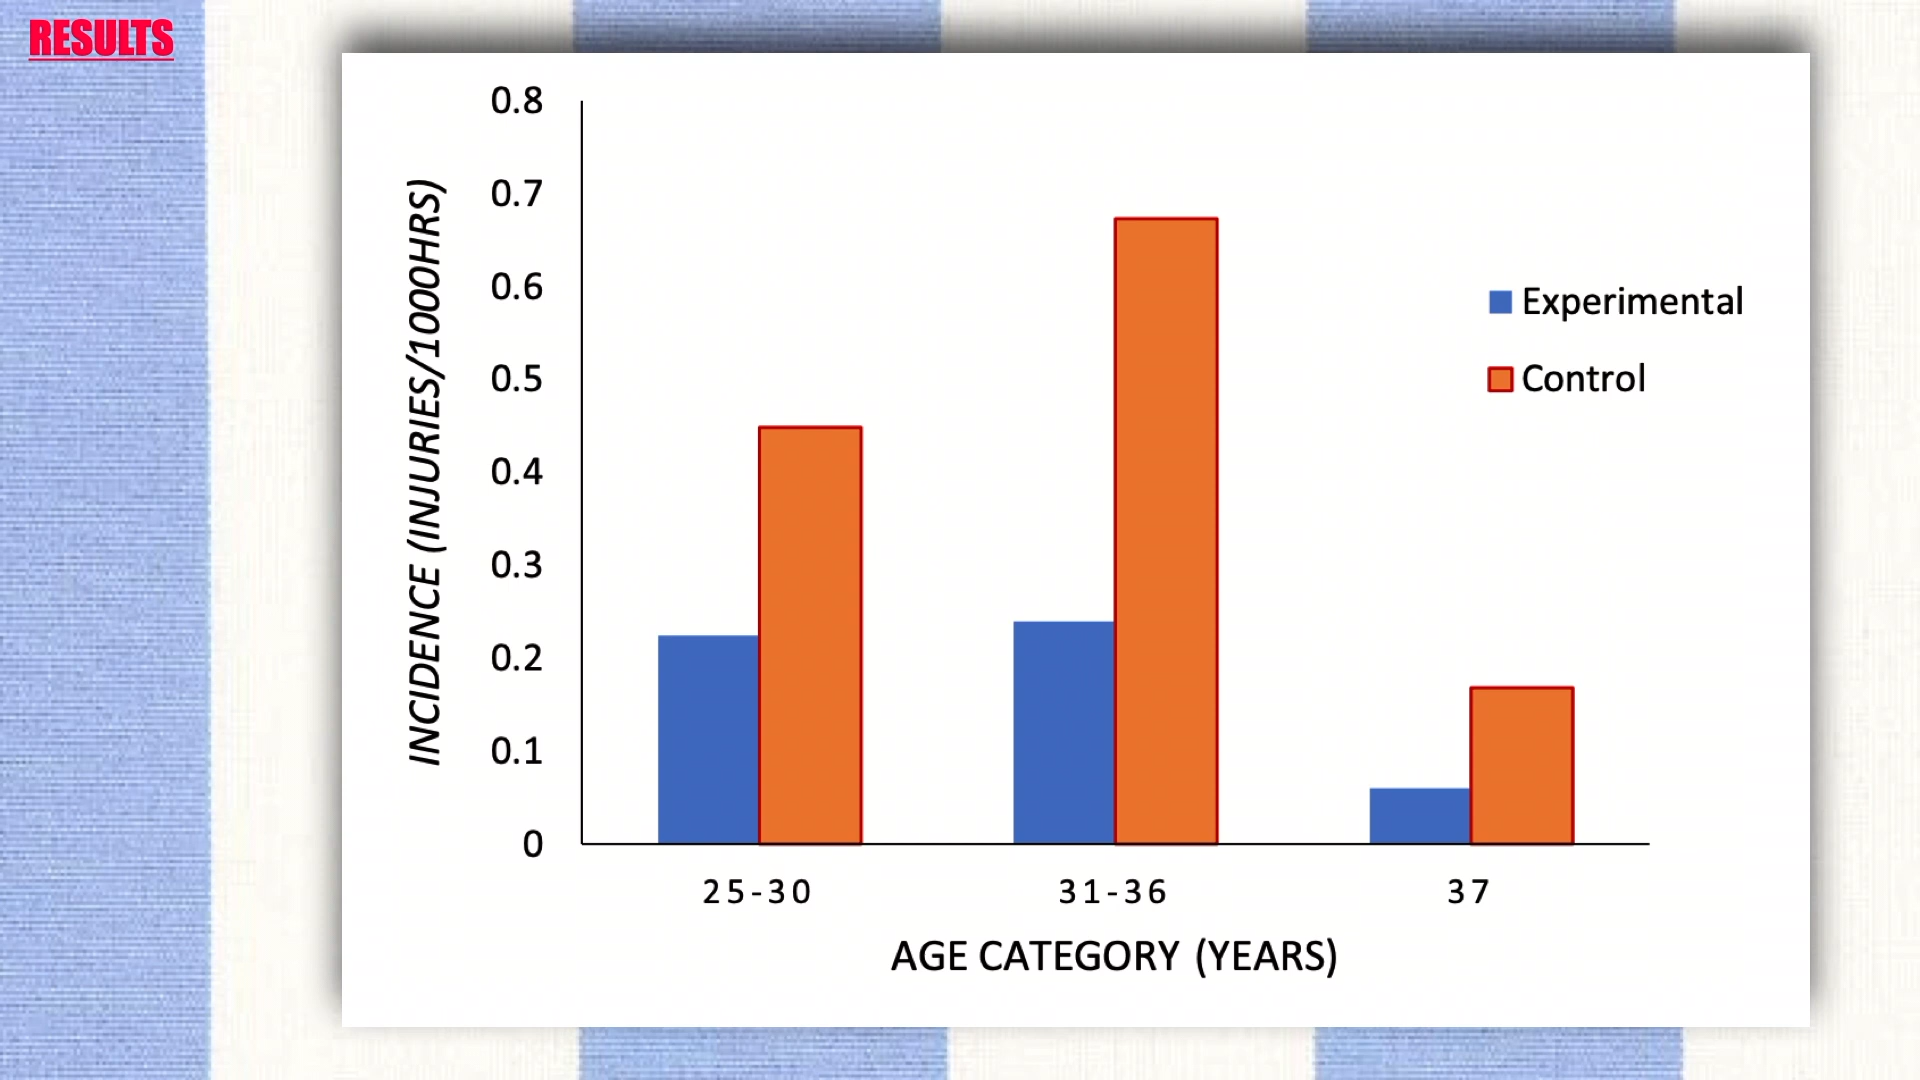 RESULTS
0.8
0.7
0.6
0.5
0.4
0.3
0.2
0.1
0
INCIDENCE (INJURIES/1000HRS)
Experimental
Control
25-30
31-36
37
AGE CATEGORY (YEARS)